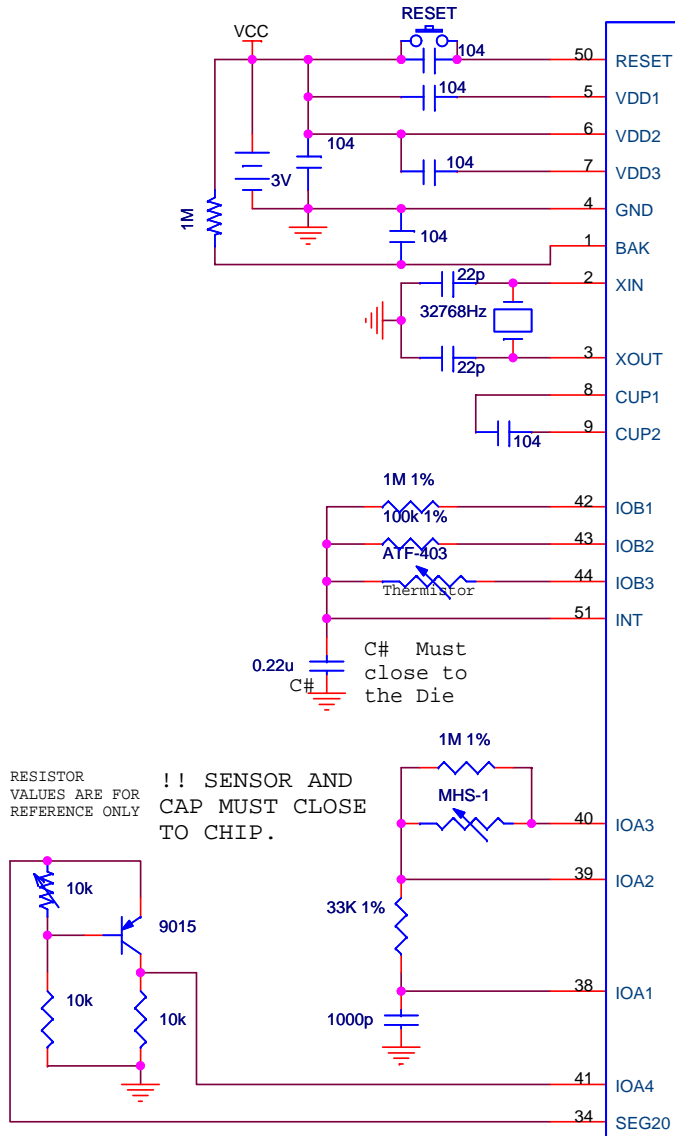 RESET
VCC
104
50 RESET
104
5 VDD1
6 VDD2
104
104
7 VDD3
3V
4 GND
1M
104
1 BAK
22p
2 XIN
32768Hz
3 XOUT
22p
8 CUP1
9 CUP2
104
1M 1%
42 IOB1
100k 1%
43 IOB2
ATF-403
44 IOB3
Thermistor
51 INT
0.22u
C#
C# Must
close to
the Die
1M 1%
RESISTOR
VALUES ARE FOR
REFERENCE ONLY
!! SENSOR AND
CAP MUST CLOSE
TO CHIP.
MHS-1
40 IOA3
39 IOA2
10k
33K 1%
9015
38 IOA1
10k
10k
1000p
41 IOA4
34 SEG20